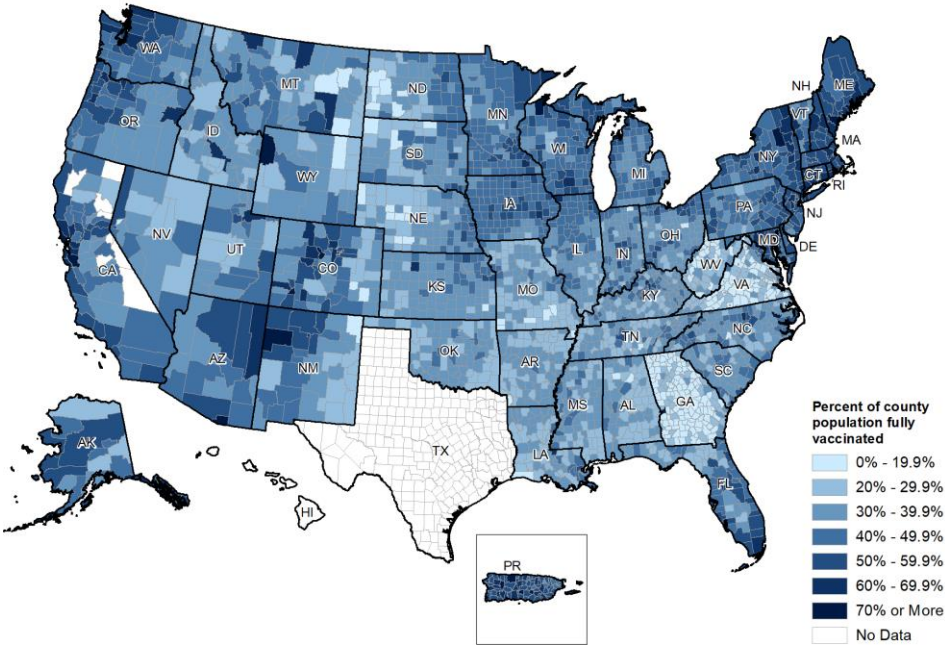 WA
MT
ND
MN
NH
ME
VT
OR
ID
SD
WI
MI
NY
MA
WY
CT
RI
IA
PA
NJ
NE
NV
UT
CO
IL
IN
OH
MD
DE
WV
VA
CA
KS
MO
KY
AZ
NM
OK
TN
NC
AR
SC
MS
AL
GA
AK
TX
LA
FL
HI
PR
Percent of county
population fully
vaccinated
0% - 19.9%
20% - 29.9%
30% - 39.9%
40% - 49.9%
50% - 59.9%
60% - 69.9%
70% or More
No Data